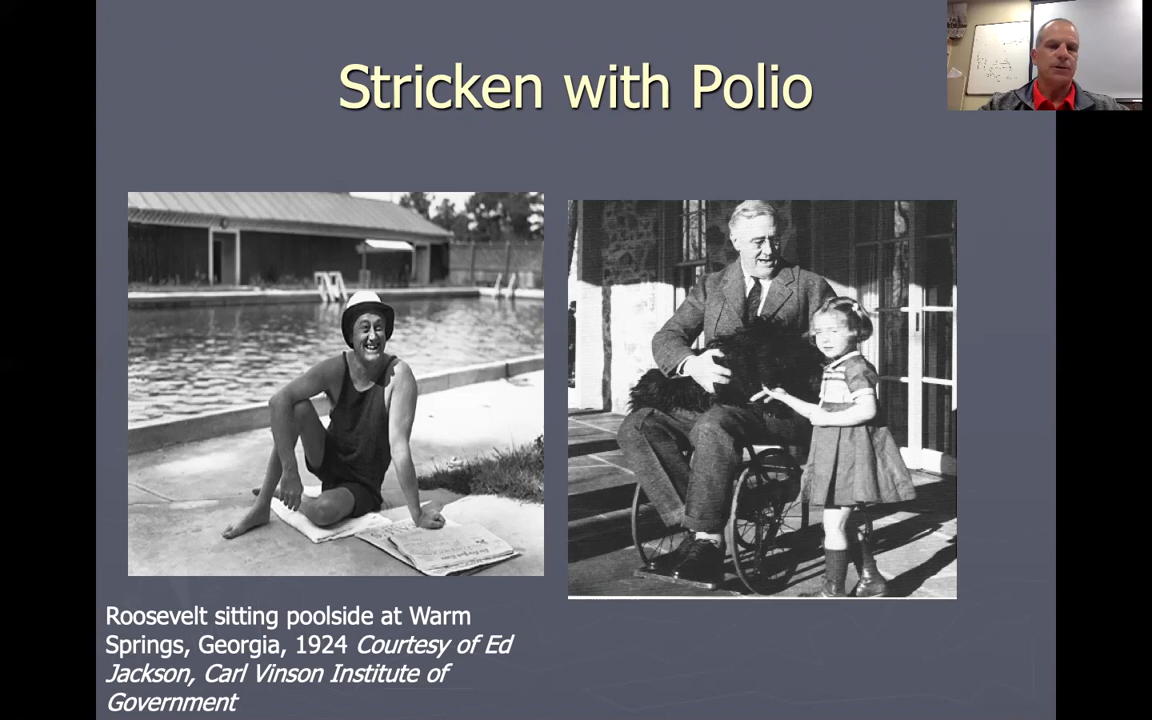 Stricken with Polio
Roosevelt sitting poolside at Warm
Springs, Georgia, 1924 Courtesy of Ed
Jackson, Carl Vinson Institute of
Government